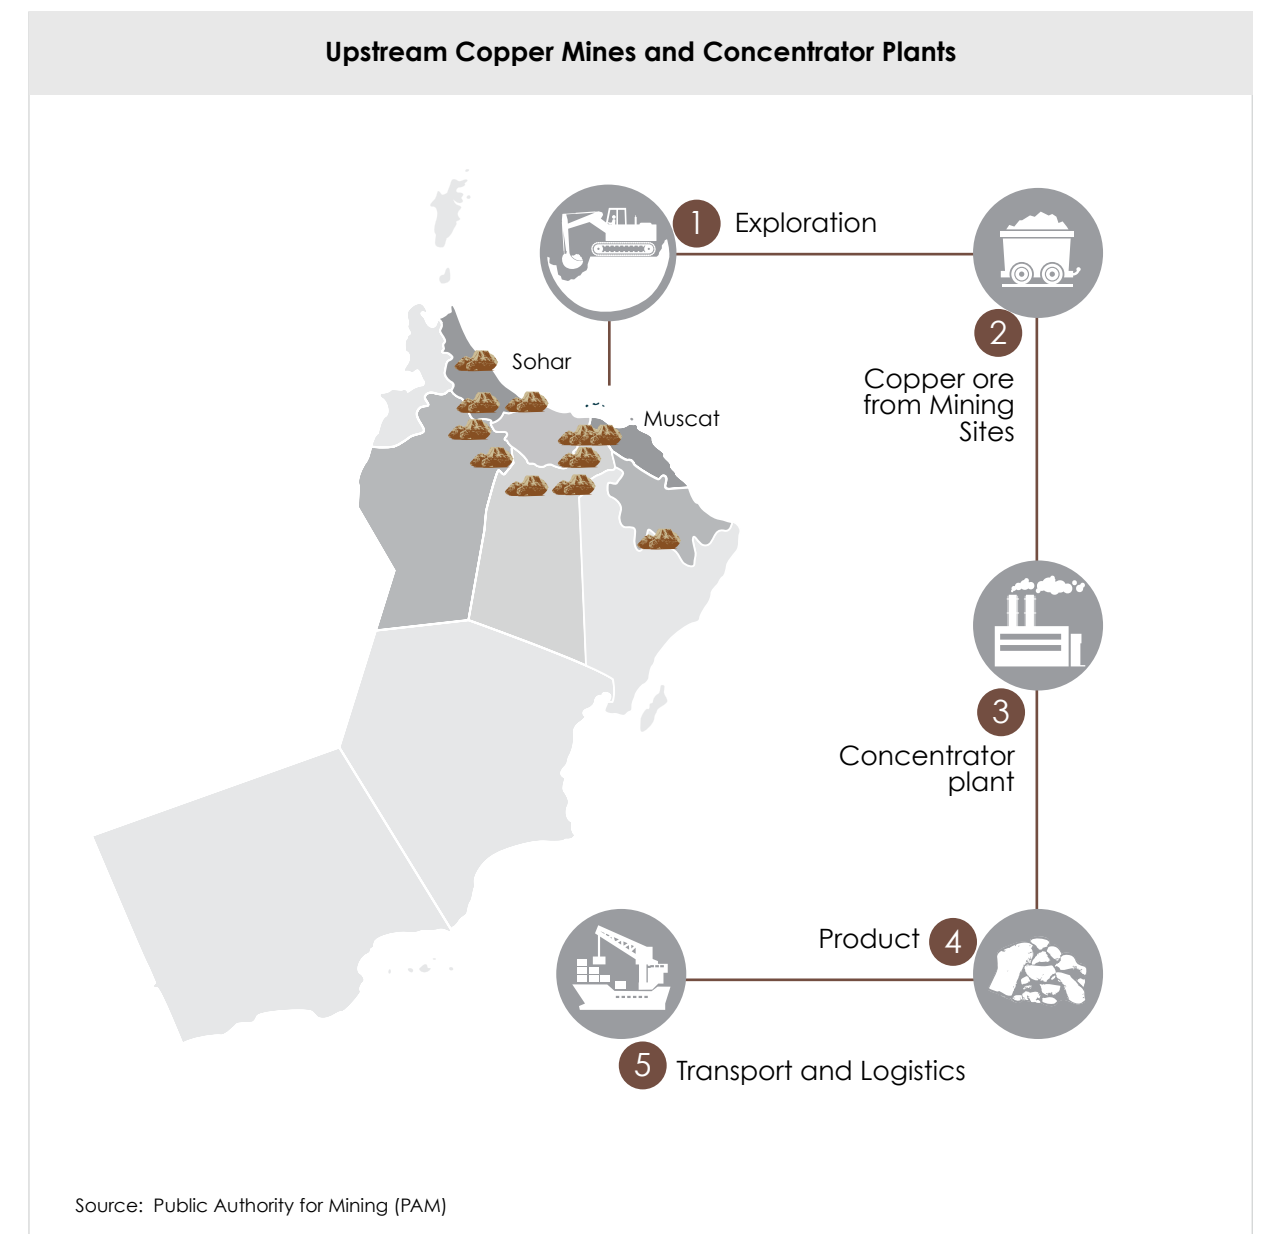 Upstream Copper Mines and Concentrator Plants
1 Exploration
2
Copper ore
from Mining
Sites
Sohar
Muscat
3
Concentrator
plant
Product 4
5 Transport and Logistics
Source: Public Authority for Mining (PAM)